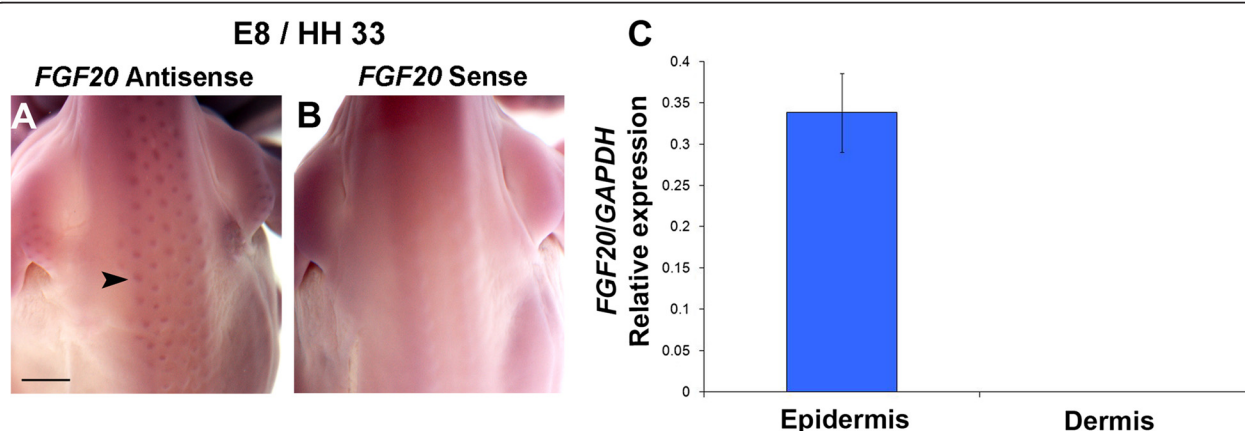 E8 / HH 33
FGF20 Antisense
FGF20 Sense
A
B
C
FGF20/GAPDH
Relative expression
0.4
0.35
0.3
0.25
0.2
0.15
0.1
0.05
0
Epidermis
Dermis